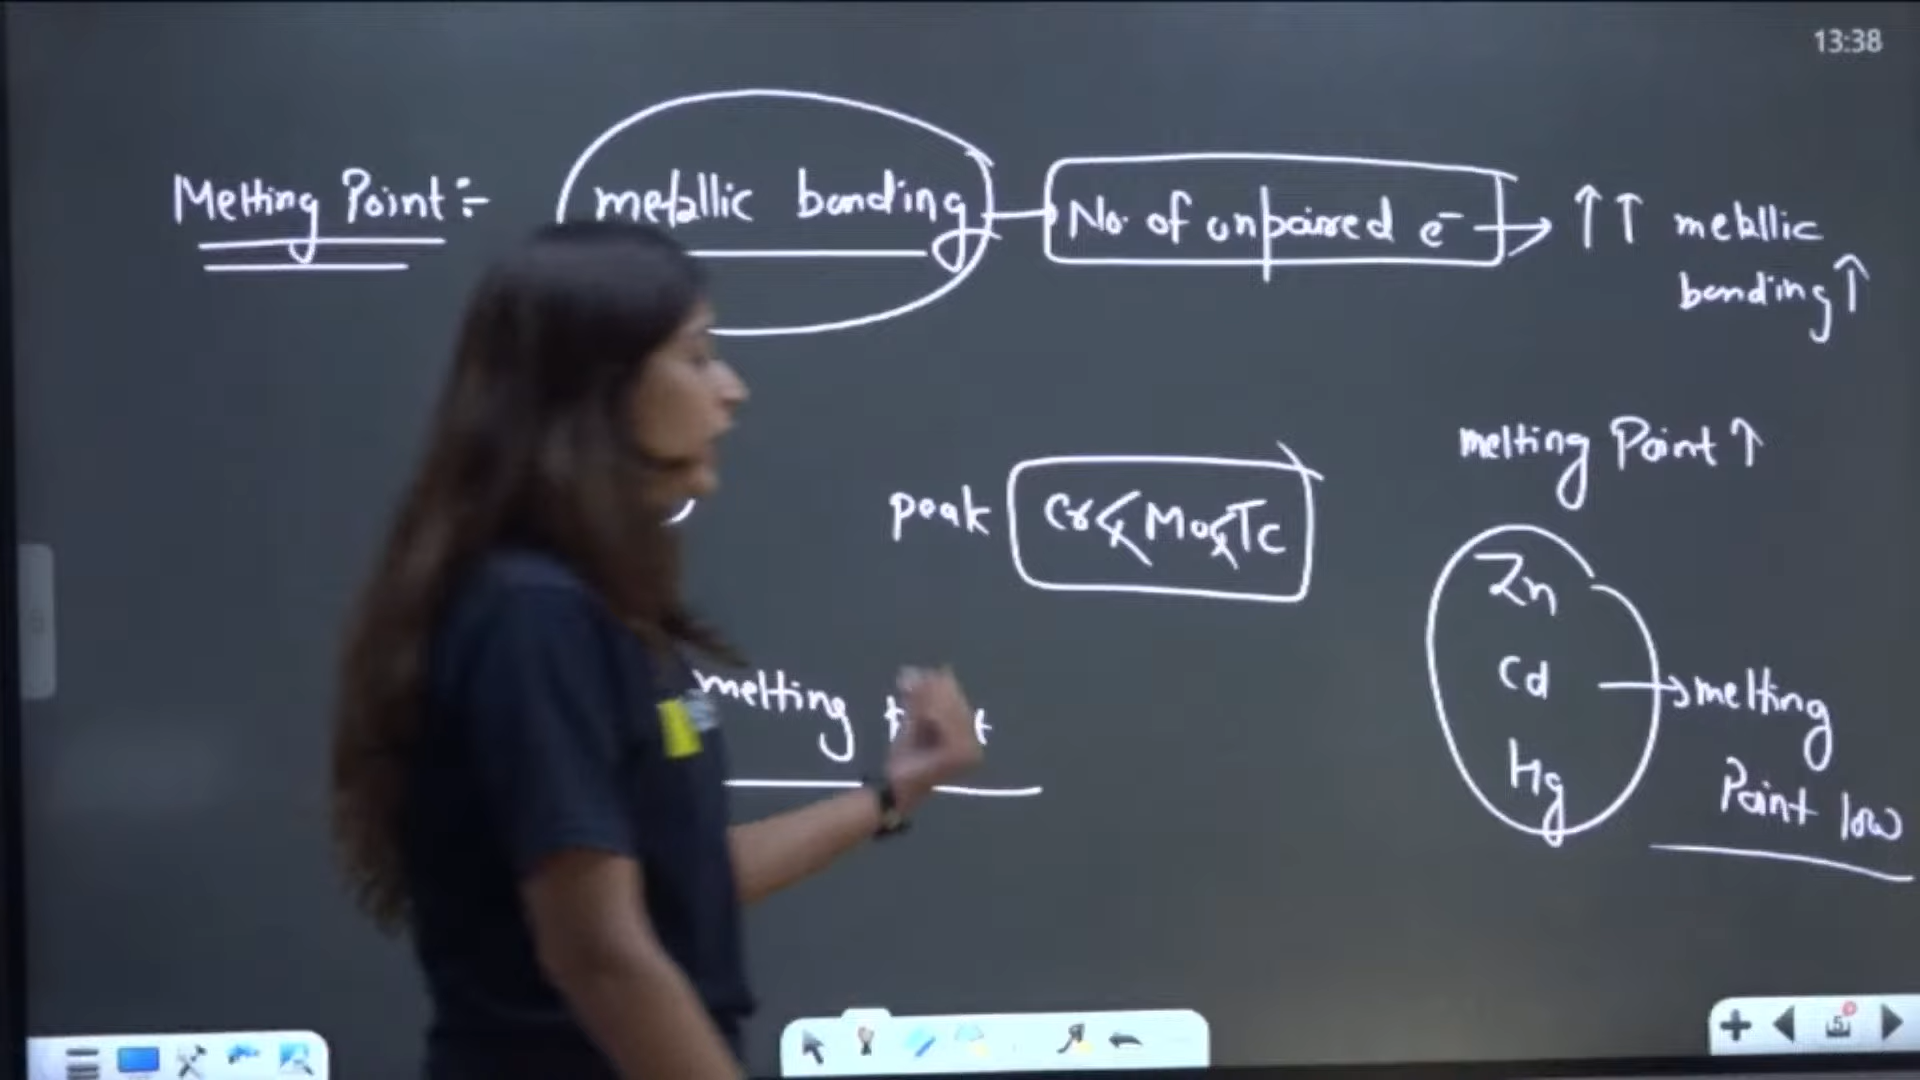 13:38
Melting Point :- metallic bonding No. of unpaired e⁻ → ↑↑ metallic
bonding ↑
melting Point ↑
peak Cr < Mo < Tc
Zn
Cd → melting
Hg Point low
melting